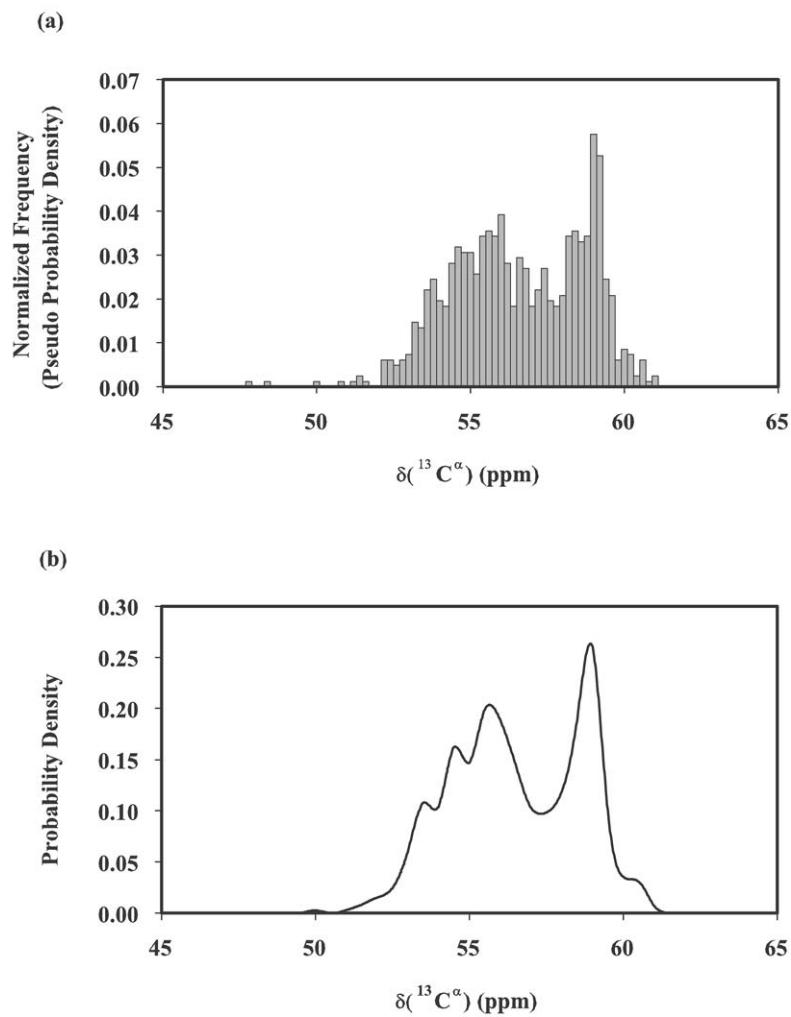 (a)
Normalized Frequency
(Pseudo Probability Density)
0.07
0.06
0.05
0.04
0.03
0.02
0.01
0.00
45 50 55 60 65
δ(¹³Cᵅ) (ppm)
(b)
Probability Density
0.30
0.25
0.20
0.15
0.10
0.05
0.00
45 50 55 60 65
δ(¹³Cᵅ) (ppm)